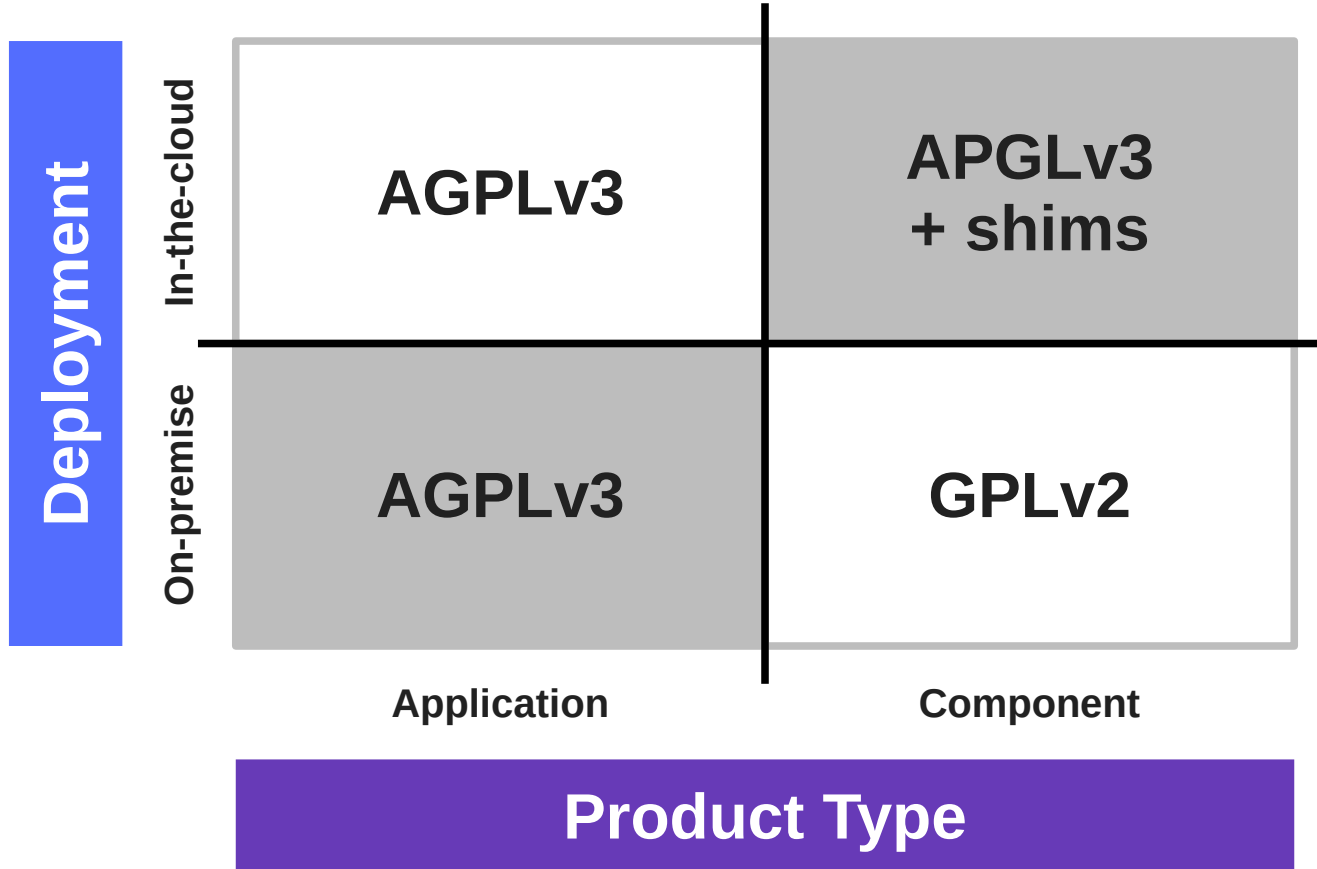 Deployment
In-the-cloud
On-premise
AGPLv3
APGLv3
+ shims
AGPLv3
GPLv2
Application
Component
Product Type